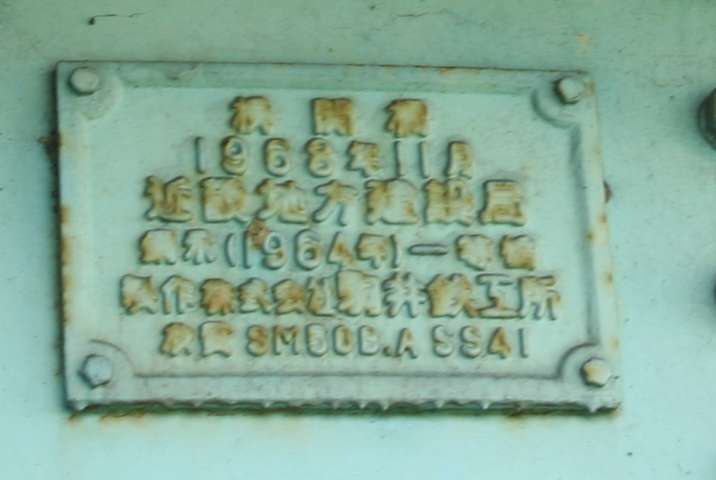 1968年11月
近畿地方建設局
示(1964年)一等橋
製作株式会社駒井鉄工所
材質 SM50B.A SS41